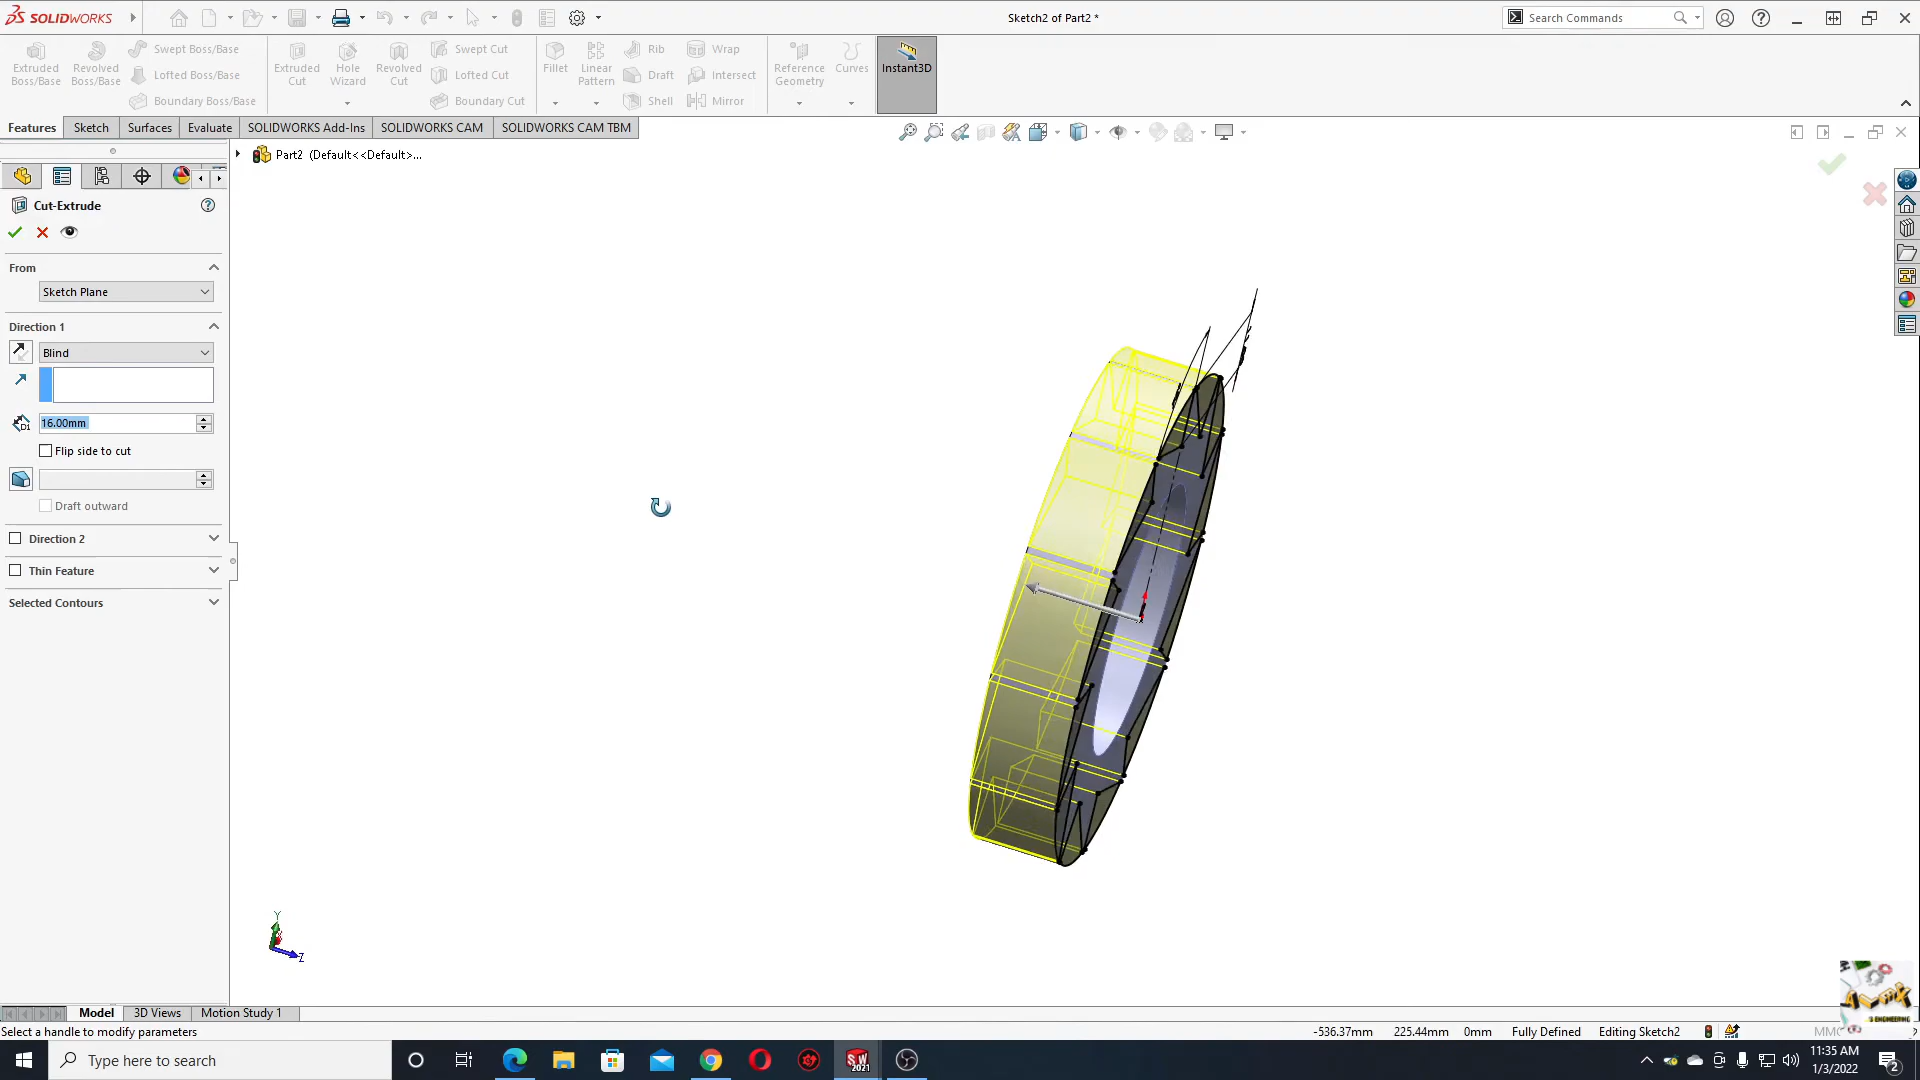 SOLIDWORKS
Sketch2 of Part2 *
Search Commands
Extruded Boss/Base
Revolved Boss/Base
Swept Boss/Base
Lofted Boss/Base
Boundary Boss/Base
Extruded Cut
Hole Wizard
Revolved Cut
Swept Cut
Lofted Cut
Boundary Cut
Fillet
Linear Pattern
Rib
Draft
Shell
Wrap
Intersect
Mirror
Reference Geometry
Curves
Instant3D
Features
Sketch
Surfaces
Evaluate
SOLIDWORKS Add-Ins
SOLIDWORKS CAM
SOLIDWORKS CAM TBM
Part2 (Default<<Default>...
Cut-Extrude
From
Sketch Plane
Direction 1
Blind
D1
16.00mm
Flip side to cut
Draft outward
Direction 2
Thin Feature
Selected Contours
Y
Z
Model
3D Views
Motion Study 1
Select a handle to modify parameters
-536.37mm 225.44mm 0mm Fully Defined Editing Sketch2
Type here to search
SW 2021
11:35 AM
1/3/2022
2